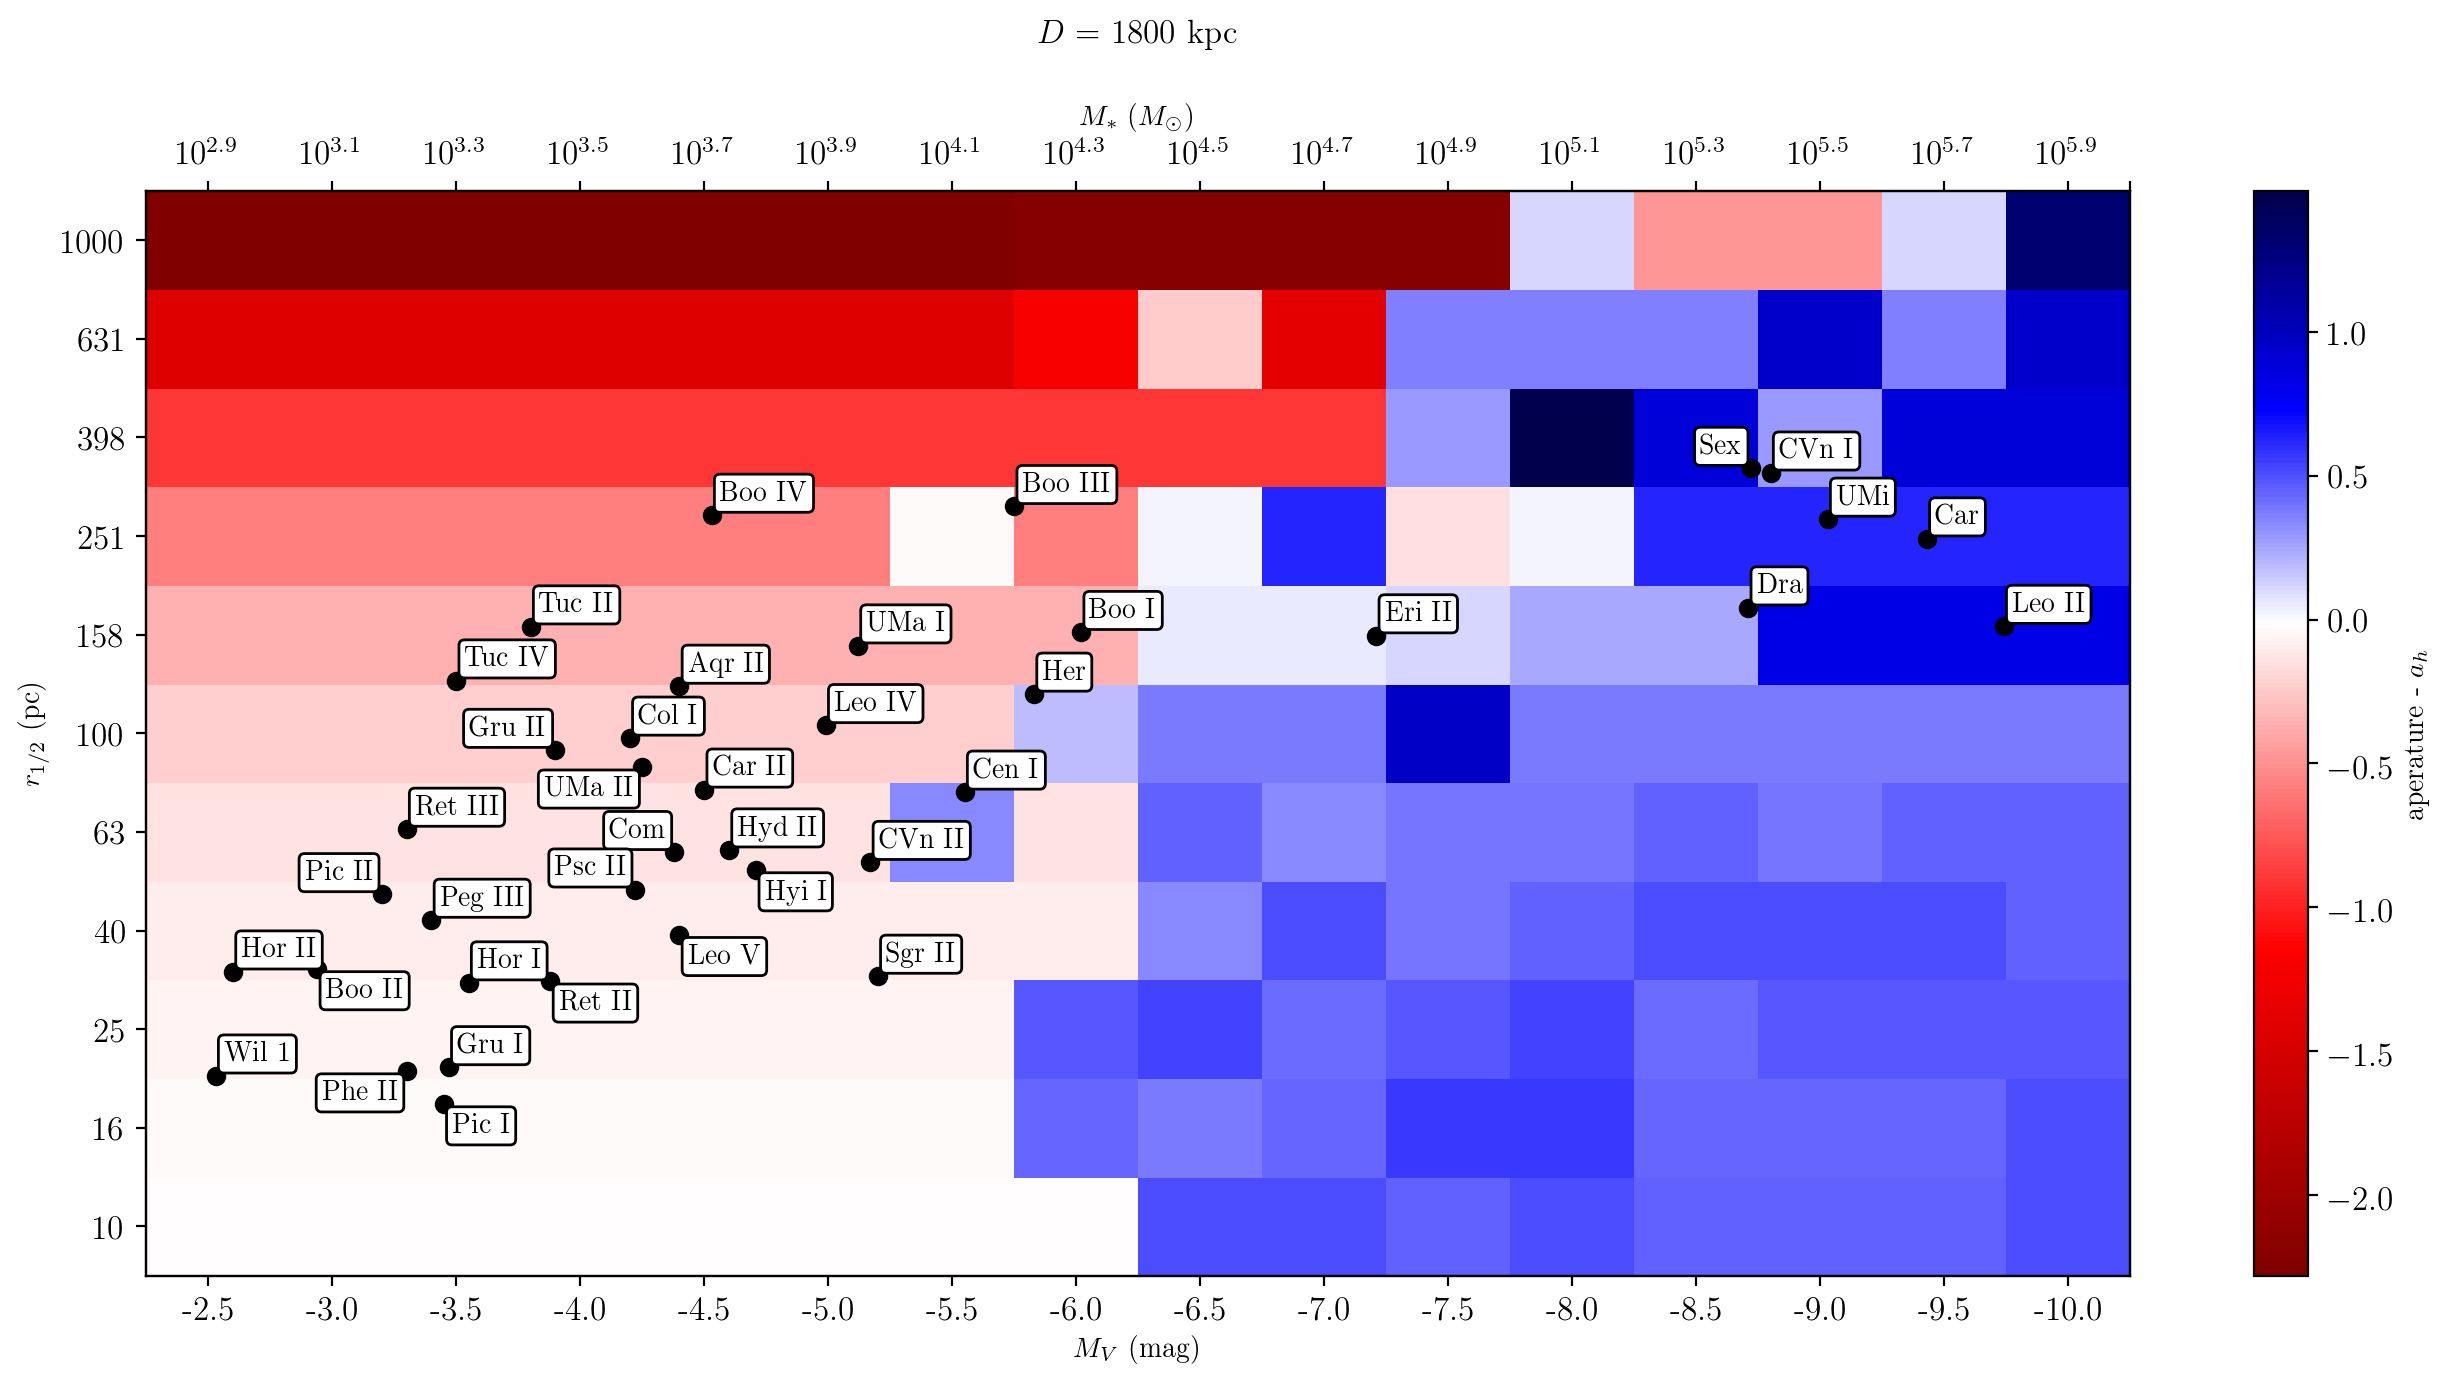 D = 1800 kpc
M* (M⊙)
10^2.9 10^3.1 10^3.3 10^3.5 10^3.7 10^3.9 10^4.1 10^4.3 10^4.5 10^4.7 10^4.9 10^5.1 10^5.3 10^5.5 10^5.7 10^5.9
1000
631
398
251
158
100
63
40
25
16
10
r1/2 (pc)
Sex
CVn I
Boo IV
Boo III
UMi
Car
Dra
Tuc II
Boo I
Eri II
Leo II
UMa I
Tuc IV
Aqr II
Her
Leo IV
Col I
Gru II
Car II
Cen I
UMa II
Ret III
Com
Hyd II
CVn II
Psc II
Pic II
Hyi I
Peg III
Hor II
Leo V
Sgr II
Hor I
Boo II
Ret II
Gru I
Wil 1
Phe II
Pic I
-2.5 -3.0 -3.5 -4.0 -4.5 -5.0 -5.5 -6.0 -6.5 -7.0 -7.5 -8.0 -8.5 -9.0 -9.5 -10.0
MV (mag)
1.0
0.5
0.0
−0.5
−1.0
−1.5
−2.0
aperature - ah